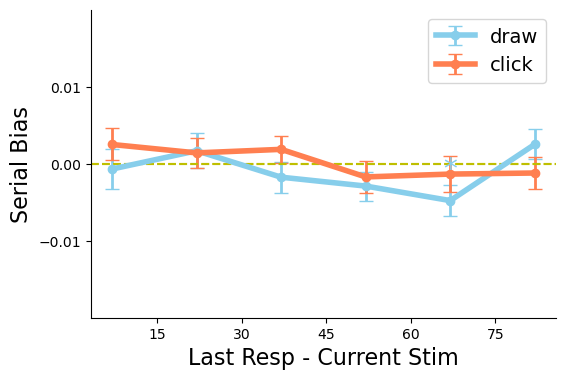 draw
click
0.01
0.00
−0.01
Serial Bias
15
30
45
60
75
Last Resp - Current Stim